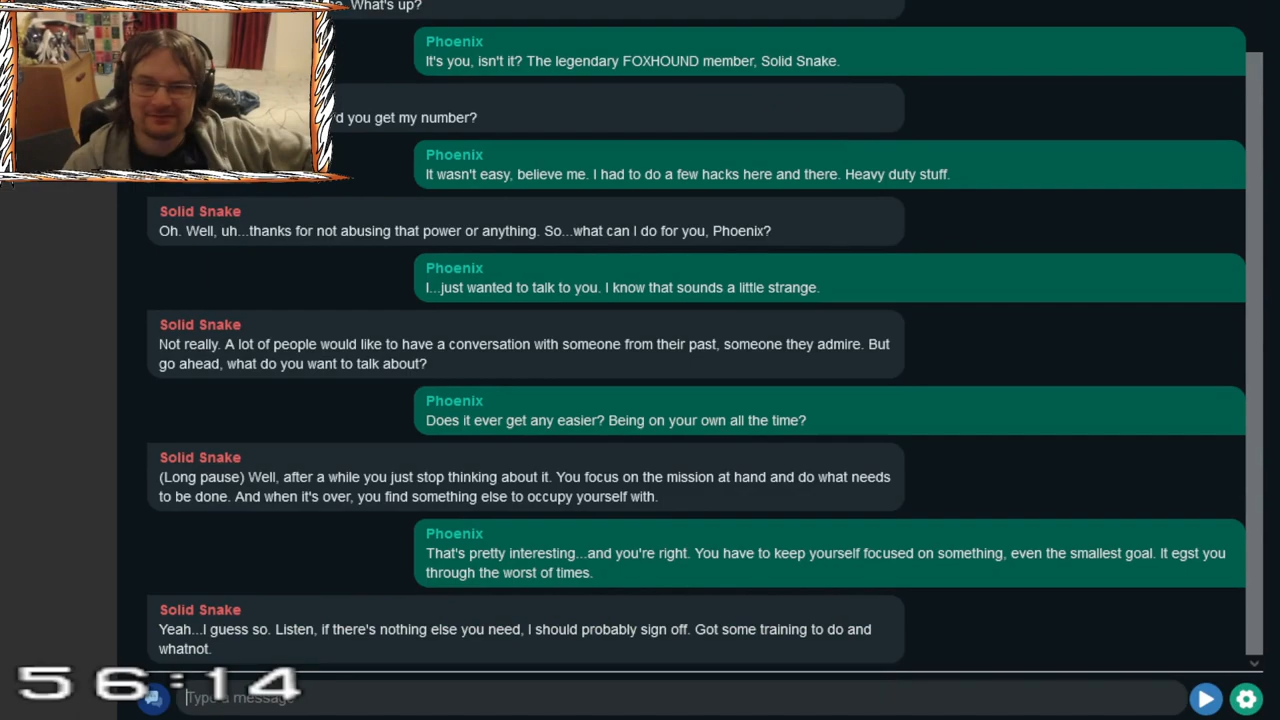 What's up?
Phoenix
It's you, isn't it? The legendary FOXHOUND member, Solid Snake.
you get my number?
Phoenix
It wasn't easy, believe me. I had to do a few hacks here and there. Heavy duty stuff.
Solid Snake
Oh. Well, uh...thanks for not abusing that power or anything. So...what can I do for you, Phoenix?
Phoenix
I...just wanted to talk to you. I know that sounds a little strange.
Solid Snake
Not really. A lot of people would like to have a conversation with someone from their past, someone they admire. But
go ahead, what do you want to talk about?
Phoenix
Does it ever get any easier? Being on your own all the time?
Solid Snake
(Long pause) Well, after a while you just stop thinking about it. You focus on the mission at hand and do what needs
to be done. And when it's over, you find something else to occupy yourself with.
Phoenix
That's pretty interesting...and you're right. You have to keep yourself focused on something, even the smallest goal. It egst you
through the worst of times.
Solid Snake
Yeah...I guess so. Listen, if there's nothing else you need, I should probably sign off. Got some training to do and
whatnot.
56:14
Type a message